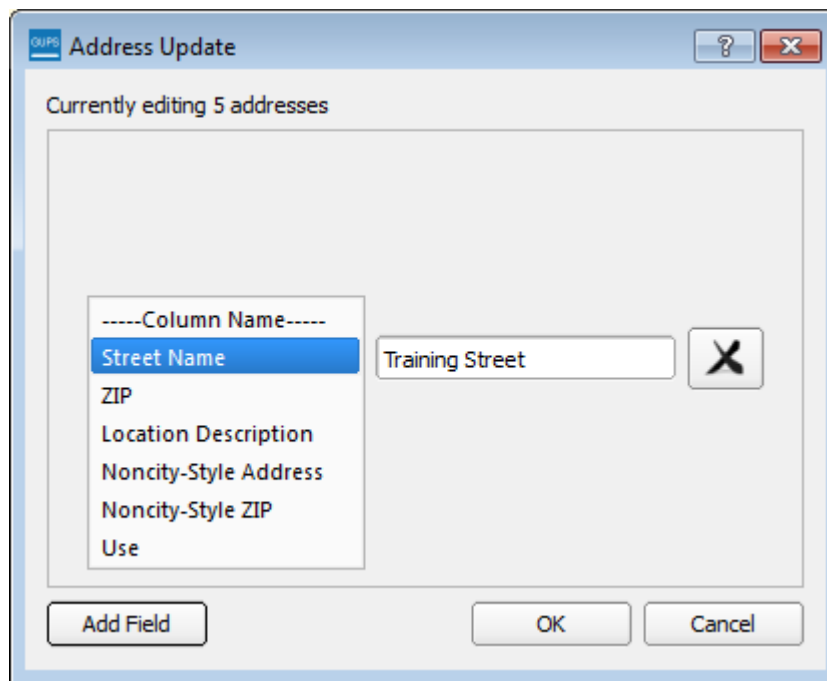 GUPS Address Update ?
Currently editing 5 addresses
-----Column Name-----
Street Name Training Street X
ZIP
Location Description
Noncity-Style Address
Noncity-Style ZIP
Use
Add Field OK Cancel